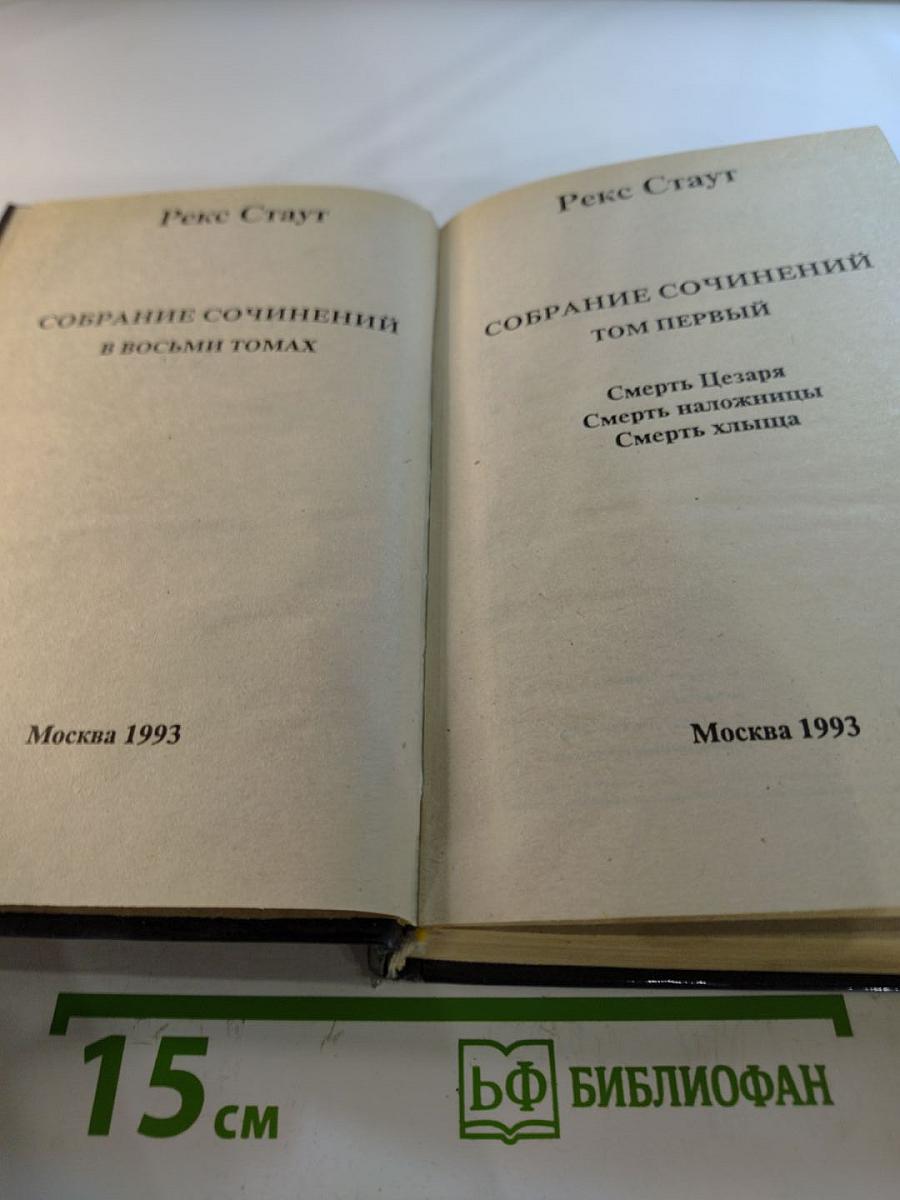 Рекс Стаут
СОБРАНИЕ СОЧИНЕНИЙ
В ВОСЬМИ ТОМАХ
Москва 1993
Рекс Стаут
СОБРАНИЕ СОЧИНЕНИЙ
ТОМ ПЕРВЫЙ
Смерть Цезаря
Смерть наложницы
Смерть хлыща
Москва 1993
15 см
ЬФ БИБЛИОФАН